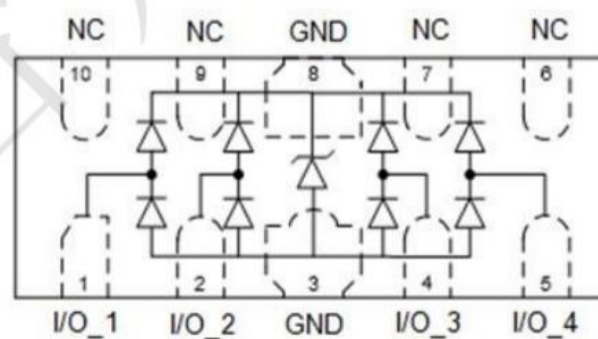 NC NC GND NC NC
10 9 8 7 6
1 2 3 4 5
I/O_1 I/O_2 GND I/O_3 I/O_4